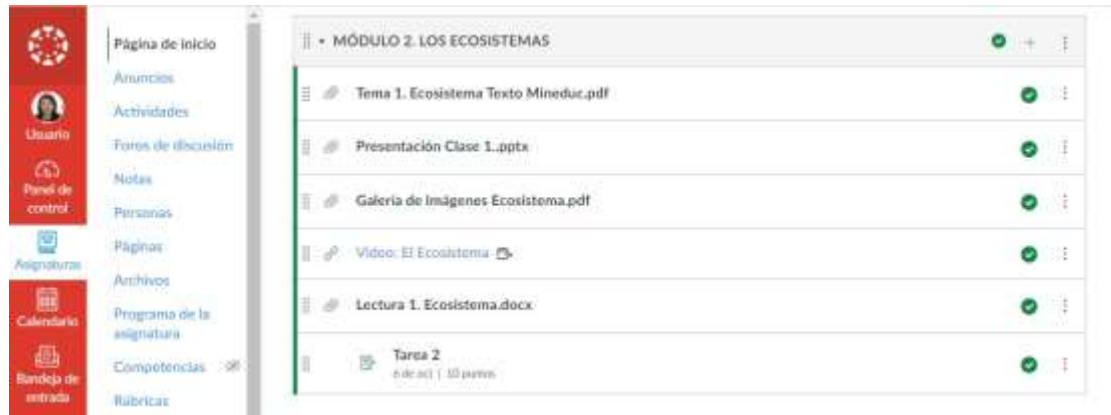 Usuario
Panel de
control
Asignaturas
Calendario
Bandeja de
entrada
Página de inicio
Anuncios
Actividades
Foros de discusión
Notas
Personas
Páginas
Archivos
Programa de la
asignatura
Competencias
Rúbricas
MÓDULO 2. LOS ECOSISTEMAS
Tema 1. Ecosistema Texto Mineduc.pdf
Presentación Clase 1..pptx
Galería de Imágenes Ecosistema.pdf
Video: El Ecosistema
Lectura 1. Ecosistema.docx
Tarea 2
6 de oct | 10 puntos